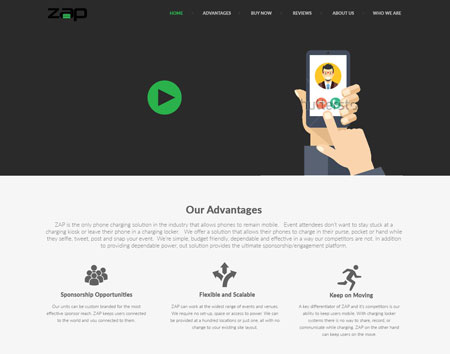 zap
HOME ADVANTAGES BUY NOW REVIEWS ABOUT US WHO WE ARE
Our Advantages
ZAP is the only phone charging solution in the industry that allows phones to remain mobile. Event attendees don't want to stay stuck at a
charging kiosk or leave their phone in a charging locker. We offer a solution that allows their phones to charge in their purse, pocket or hand while
they selfie, tweet, post and snap your event. We're simple, budget friendly, dependable and effective in a way our competitors are not. In addition
to providing dependable power, out solution provides the ultimate sponsorship/engagement platform.
Sponsorship Opportunities
Our units can be custom branded for the most
effective sponsor reach. ZAP keeps users connected
to the world and you connected to them.
Flexible and Scalable
ZAP can work at the widest range of events and venues.
We require no set-up, space or access to power. We can
be provided at a hundred locations or just one, all with no
change to your existing site layout.
Keep on Moving
A key differentiator of ZAP and it's competition is our
ability to keep users mobile. With charging locker
systems there is no way to share, record, or
communicate while charging. ZAP on the other hand
can keep users on the move.